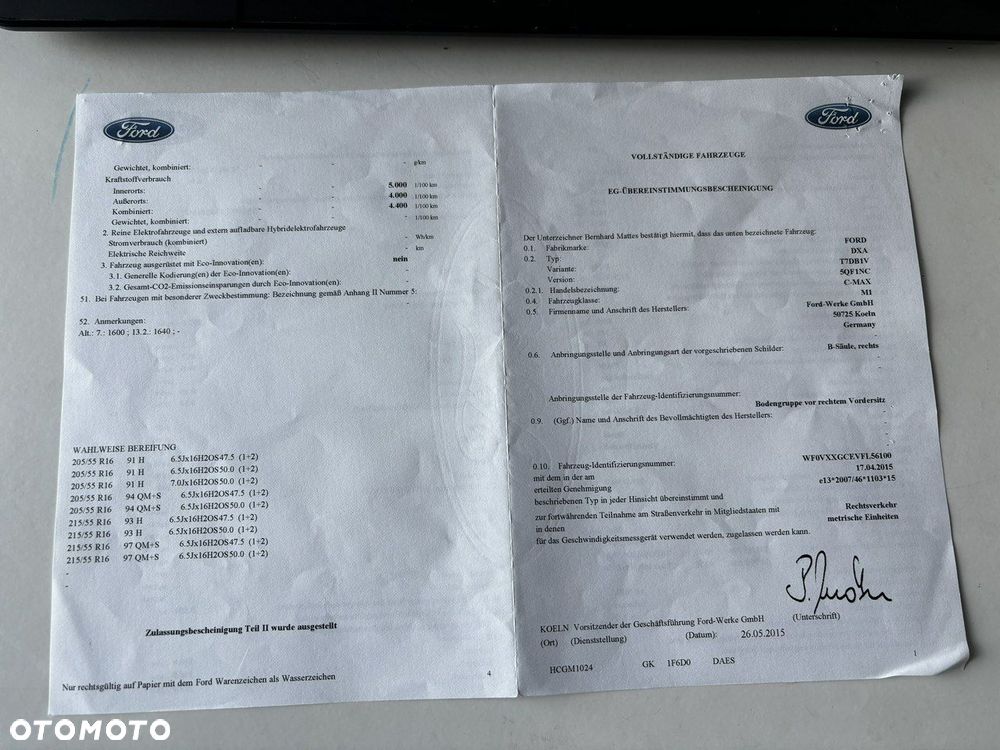 Ford
Gewichtet, kombiniert: - - - g/km
Kraftstoffverbrauch
Innerorts: - - 5.000 l/100 km
Außerorts: - - 4.000 l/100 km
Kombiniert: - - 4.400 l/100 km
Gewichtet, kombiniert: - - - l/100 km
2. Reine Elektrofahrzeuge und extern aufladbare Hybridelektrofahrzeuge
Stromverbrauch (kombiniert) - Wh/km
Elektrische Reichweite - km
3. Fahrzeug ausgerüstet mit Eco-Innovation(en): nein
3.1. Generelle Kodierung(en) der Eco-Innovation(en): -
3.2. Gesamt-CO2-Emissionseinsparungen durch Eco-Innovation(en): -
51. Bei Fahrzeugen mit besonderer Zweckbestimmung: Bezeichnung gemäß Anhang II Nummer 5:
-
52. Anmerkungen:
Alt.: 7.: 1600 ; 13.2.: 1640 ; -
WAHLWEISE BEREIFUNG
205/55 R16 91 H 6.5Jx16H2OS47.5 (1+2)
205/55 R16 91 H 6.5Jx16H2OS50.0 (1+2)
205/55 R16 91 H 7.0Jx16H2OS50.0 (1+2)
205/55 R16 94 QM+S 6.5Jx16H2OS47.5 (1+2)
205/55 R16 94 QM+S 6.5Jx16H2OS50.0 (1+2)
215/55 R16 93 H 6.5Jx16H2OS47.5 (1+2)
215/55 R16 93 H 6.5Jx16H2OS50.0 (1+2)
215/55 R16 97 QM+S 6.5Jx16H2OS47.5 (1+2)
215/55 R16 97 QM+S 6.5Jx16H2OS50.0 (1+2)
-
-
Zulassungsbescheinigung Teil II wurde ausgestellt
4
Nur rechtsgültig auf Papier mit dem Ford Warenzeichen als Wasserzeichen
Ford
VOLLSTÄNDIGE FAHRZEUGE
EG-ÜBEREINSTIMMUNGSBESCHEINIGUNG
Der Unterzeichner Bernhard Mattes bestätigt hiermit, dass das unten bezeichnete Fahrzeug:
0.1. Fabrikmarke: FORD
0.2. Typ: DXA
Variante: T7DB1V
Version: 5QF1NC
0.2.1. Handelsbezeichnung: C-MAX
0.4. Fahrzeugklasse: M1
0.5. Firmenname und Anschrift des Herstellers: Ford-Werke GmbH
50725 Koeln
Germany
0.6. Anbringungsstelle und Anbringungsart der vorgeschriebenen Schilder: B-Säule, rechts
-
-
Anbringungsstelle der Fahrzeug-Identifizierungsnummer:
Bodengruppe vor rechtem Vordersitz
0.9. (Ggf.) Name und Anschrift des Bevollmächtigten des Herstellers: -
-
0.10. Fahrzeug-Identifizierungsnummer: WF0VXXGCEVFL56100
mit dem in der am 17.04.2015
erteilten Genehmigung e13*2007/46*1103*15
beschriebenen Typ in jeder Hinsicht übereinstimmt und
zur fortwährenden Teilnahme am Straßenverkehr in Mitgliedstaaten mit Rechtsverkehr
in denen metrische Einheiten
für das Geschwindigkeitsmessgerät verwendet werden, zugelassen werden kann.
KOELN Vorsitzender der Geschäftsführung Ford-Werke GmbH (Unterschrift)
(Ort) (Dienststellung) (Datum): 26.05.2015
HCGM1024 GK 1F6D0 DAES
1
OTOMOTO